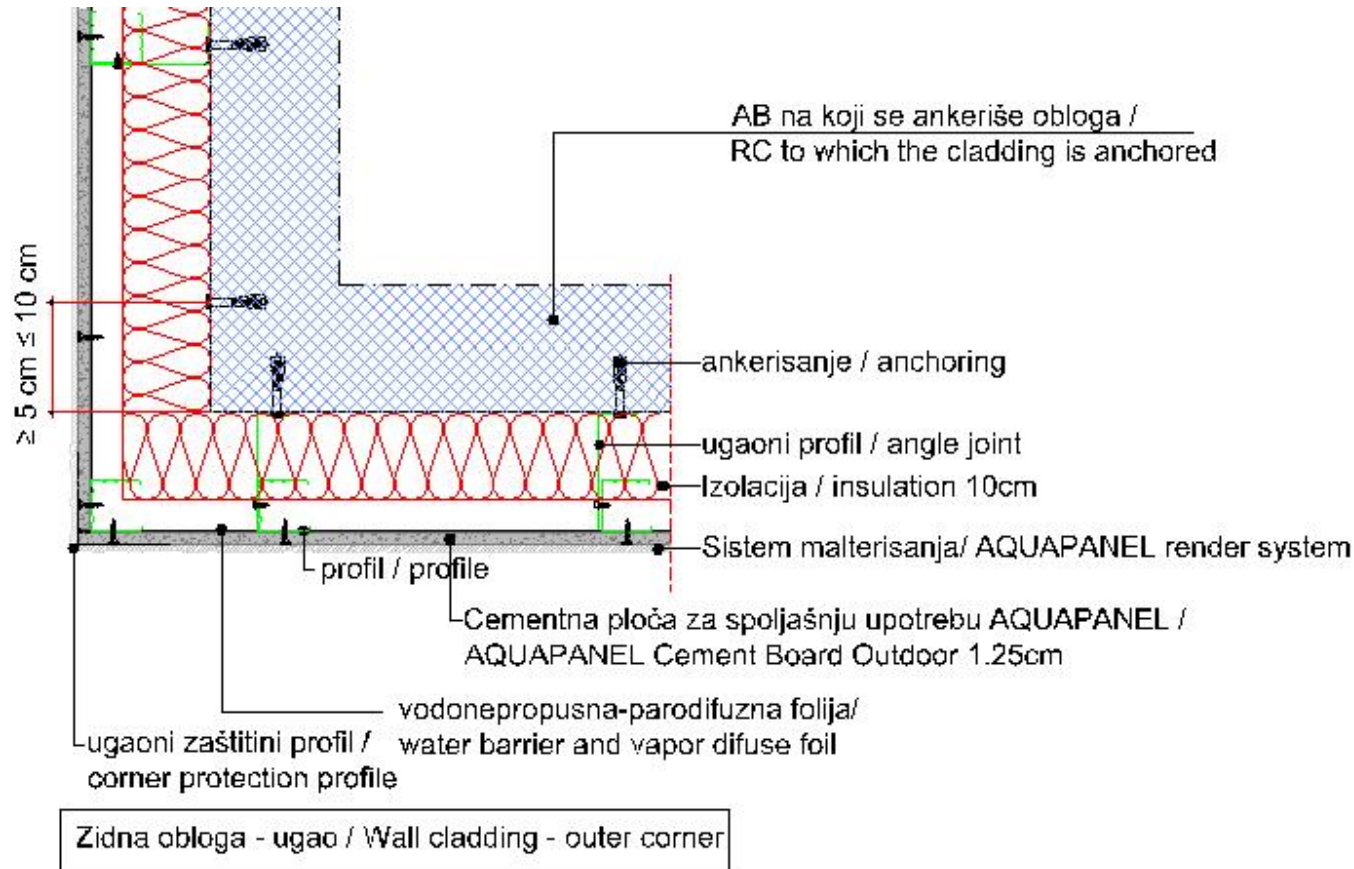 AB na koji se ankeriše obloga /
RC to which the cladding is anchored
≥ 5 cm ≤ 10 cm
ankerisanje / anchoring
ugaoni profil / angle joint
Izolacija / insulation 10cm
Sistem malterisanja/ AQUAPANEL render system
profil / profile
Cementna ploča za spoljašnju upotrebu AQUAPANEL /
AQUAPANEL Cement Board Outdoor 1.25cm
vodonepropusna-parodifuzna folija/
water barrier and vapor difuse foil
ugaoni zaštitini profil /
corner protection profile
Zidna obloga - ugao / Wall cladding - outer corner